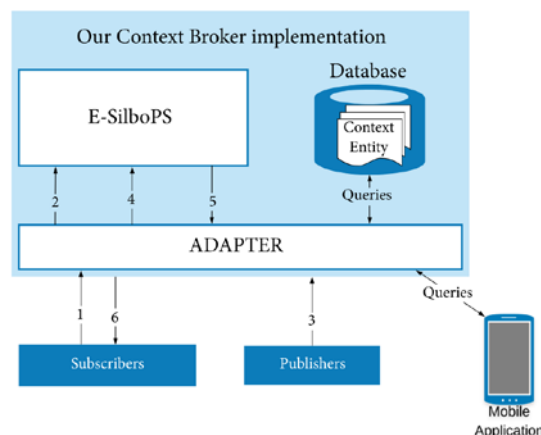 Our Context Broker implementation
Database
E-SilboPS
Context
Entity
Queries
2
4
5
ADAPTER
Queries
1
6
3
Subscribers
Publishers
Mobile
Application